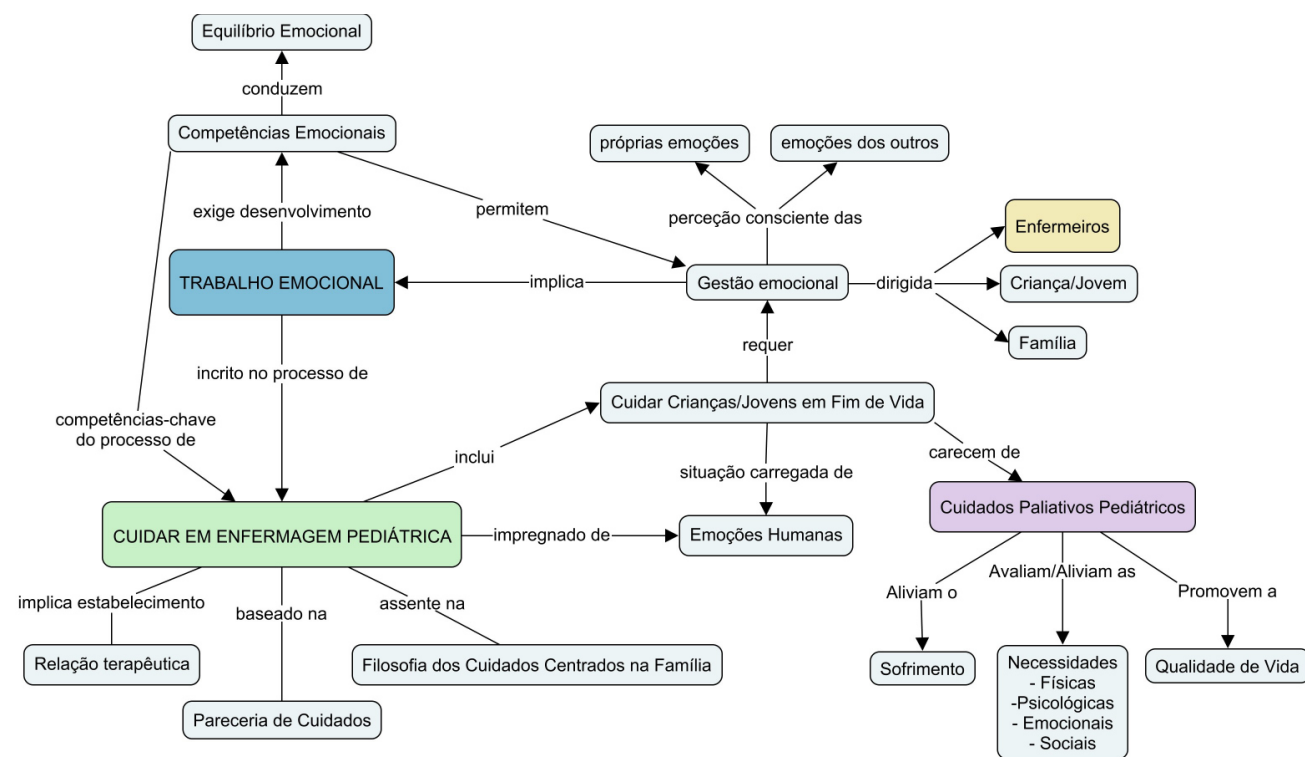 Equilíbrio Emocional
conduzem
Competências Emocionais
próprias emoções
emoções dos outros
exige desenvolvimento
permitem
perceção consciente das
Enfermeiros
TRABALHO EMOCIONAL
implica
Gestão emocional
dirigida
Criança/Jovem
Família
requer
incrito no processo de
Cuidar Crianças/Jovens em Fim de Vida
competências-chave
do processo de
inclui
situação carregada de
carecem de
CUIDAR EM ENFERMAGEM PEDIÁTRICA
impregnado de
Emoções Humanas
Cuidados Paliativos Pediátricos
implica estabelecimento
baseado na
assente na
Aliviam o
Avaliam/Aliviam as
Promovem a
Relação terapêutica
Filosofia dos Cuidados Centrados na Família
Pareceria de Cuidados
Sofrimento
Necessidades
- Físicas
-Psicológicas
- Emocionais
- Sociais
Qualidade de Vida